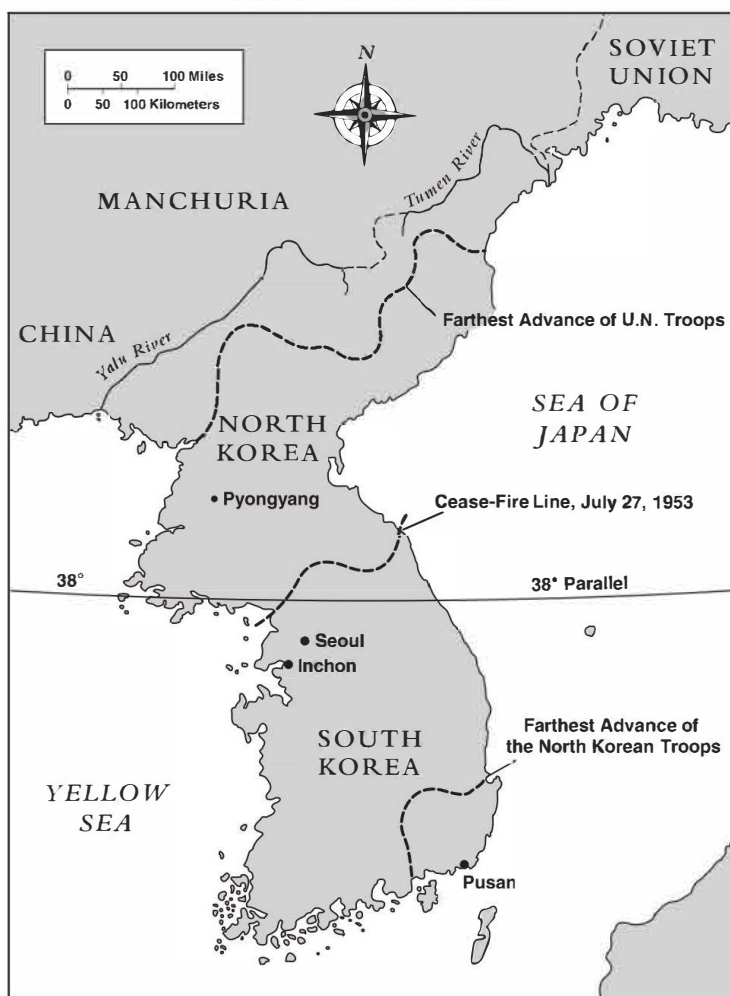 0 50 100 Miles
0 50 100 Kilometers
N
SOVIET
UNION
Tumen River
MANCHURIA
Farthest Advance of U.N. Troops
CHINA
Yalu River
SEA OF
JAPAN
NORTH
KOREA
Pyongyang
Cease-Fire Line, July 27, 1953
38°
38° Parallel
Seoul
Inchon
Farthest Advance of
the North Korean Troops
SOUTH
KOREA
YELLOW
SEA
Pusan